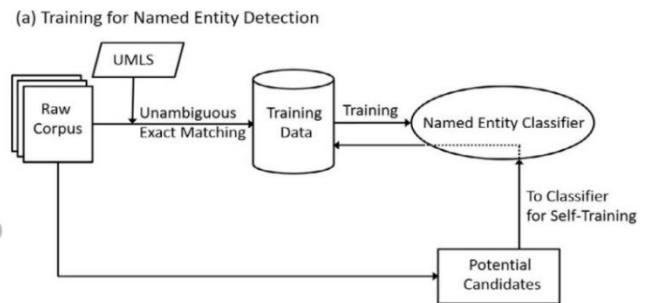 (a) Training for Named Entity Detection
UMLS
Raw
Corpus
Unambiguous
Exact Matching
Training
Data
Training
Named Entity Classifier
To Classifier
for Self-Training
Potential
Candidates